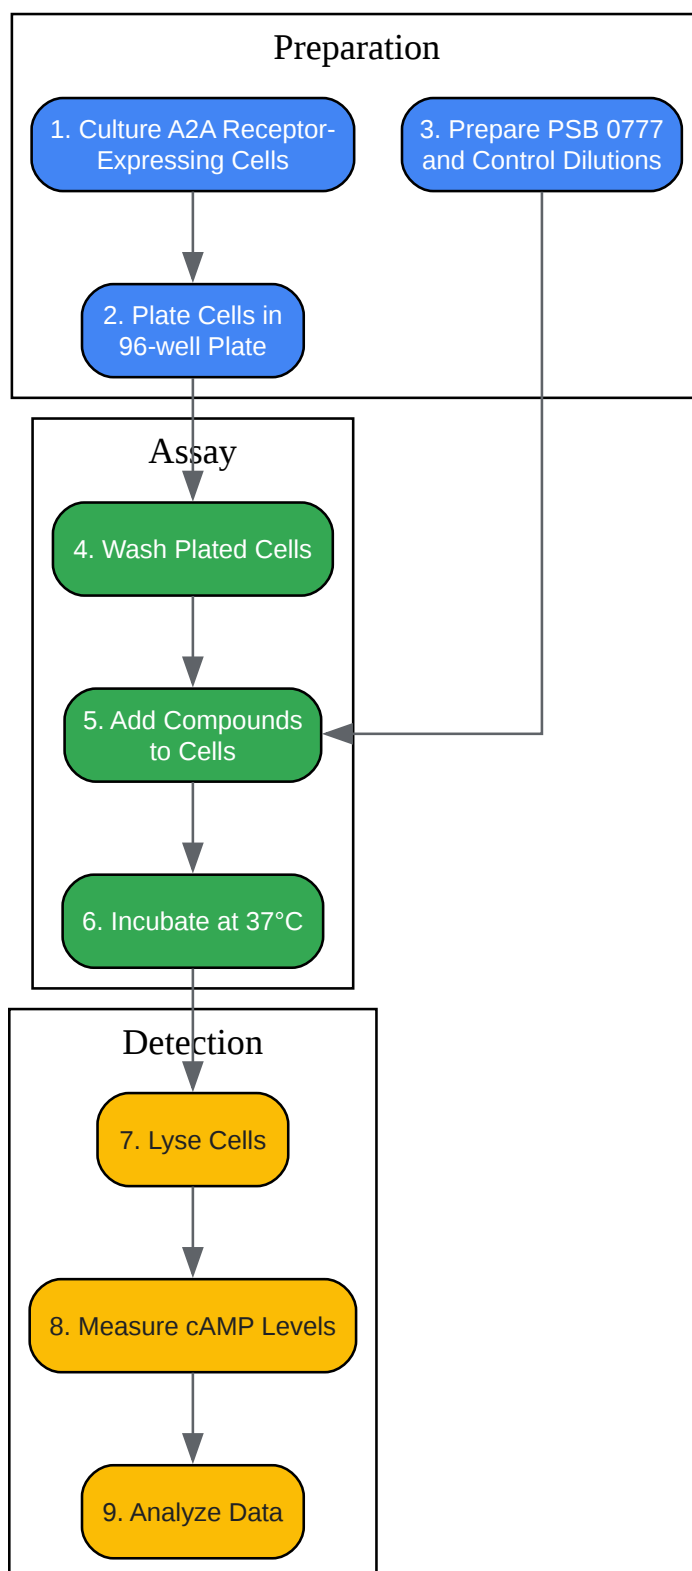 Preparation
1. Culture A2A Receptor-
Expressing Cells
3. Prepare PSB 0777
and Control Dilutions
2. Plate Cells in
96-well Plate
Assay
4. Wash Plated Cells
5. Add Compounds
to Cells
6. Incubate at 37°C
Detection
7. Lyse Cells
8. Measure cAMP Levels
9. Analyze Data